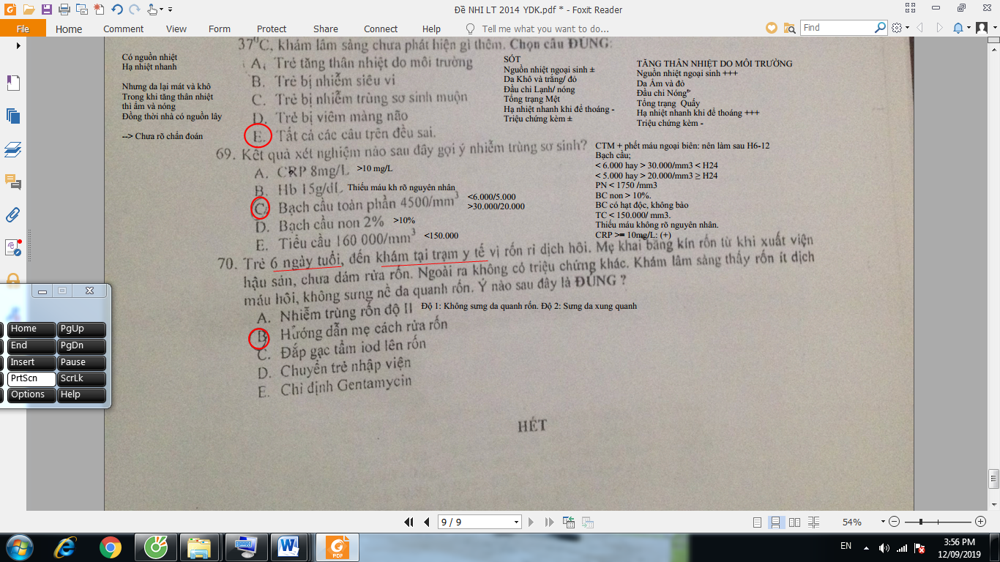 Đề NHI LT 2014 YDK.pdf * - Foxit Reader
File Home Comment View Form Protect Share Connect Help Tell me what you want to do... Find
37°C, khám lâm sàng chưa phát hiện gì thêm. Chọn câu ĐÚNG:
A. Trẻ tăng thân nhiệt do môi trường
B. Trẻ bị nhiễm siêu vi
C. Trẻ bị nhiễm trùng sơ sinh muộn
D. Trẻ bị viêm màng não
E. Tất cả các câu trên đều sai.
Có nguồn nhiệt
Hạ nhiệt nhanh
Nhưng da lại mát và khô
Trong khi tăng thân nhiệt
thì ẩm và nóng
Đồng thời nhà có nguồn lây
--> Chưa rõ chẩn đoán
SÓT
Nguồn nhiệt ngoại sinh ±
Da Khô và trắng/ đỏ
Đầu chi Lạnh/ nóng
Tổng trạng Mệt
Hạ nhiệt nhanh khi để thoáng -
Triệu chứng kèm ±
TĂNG THÂN NHIỆT DO MÔI TRƯỜNG
Nguồn nhiệt ngoại sinh +++
Da Ẩm và đỏ
Đầu chi Nóng
Tổng trạng Quấy
Hạ nhiệt nhanh khi để thoáng +++
Triệu chứng kèm -
69. Kết quả xét nghiệm nào sau đây gợi ý nhiễm trùng sơ sinh?
A. CRP 8mg/L >10 mg/L
B. Hb 15g/dL Thiếu máu kh rõ nguyên nhân
C. Bạch cầu toàn phần 4500/mm3 <6.000/5.000
>30.000/20.000
D. Bạch cầu non 2% >10%
E. Tiểu cầu 160 000/mm3 <150.000
CTM + phết máu ngoại biên: nên làm sau H6-12
Bạch cầu;
< 6.000 hay > 30.000/mm3 < H24
< 5.000 hay > 20.000/mm3 ≥ H24
PN < 1750 /mm3
BC non > 10%.
BC có hạt độc, không bào
TC < 150.000/ mm3.
Thiếu máu không rõ nguyên nhân.
CRP >= 10mg/L: (+)
70. Trẻ 6 ngày tuổi, đến khám tại trạm y tế vì rốn rỉ dịch hôi. Mẹ khai băng kín rốn từ khi xuất viện
hậu sản, chưa dám rửa rốn. Ngoài ra không có triệu chứng khác. Khám lâm sàng thấy rốn ít dịch
máu hôi, không sưng nề da quanh rốn. Ý nào sau đây là ĐÚNG ?
A. Nhiễm trùng rốn độ II Độ 1: Không sưng da quanh rốn. Độ 2: Sưng da xung quanh
B. Hướng dẫn mẹ cách rửa rốn
C. Đắp gạc tẩm iod lên rốn
D. Chuyển trẻ nhập viện
E. Chỉ định Gentamycin
HẾT
Home PgUp
End PgDn
Insert Pause
PrtScn ScrLk
Options Help
9 / 9
54%
PDF
EN
3:56 PM
12/09/2019